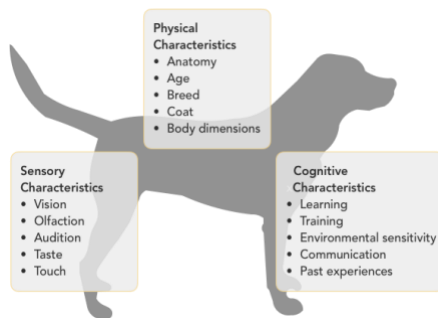 Physical
Characteristics
• Anatomy
• Age
• Breed
• Coat
• Body dimensions
Sensory
Characteristics
• Vision
• Olfaction
• Audition
• Taste
• Touch
Cognitive
Characteristics
• Learning
• Training
• Environmental sensitivity
• Communication
• Past experiences